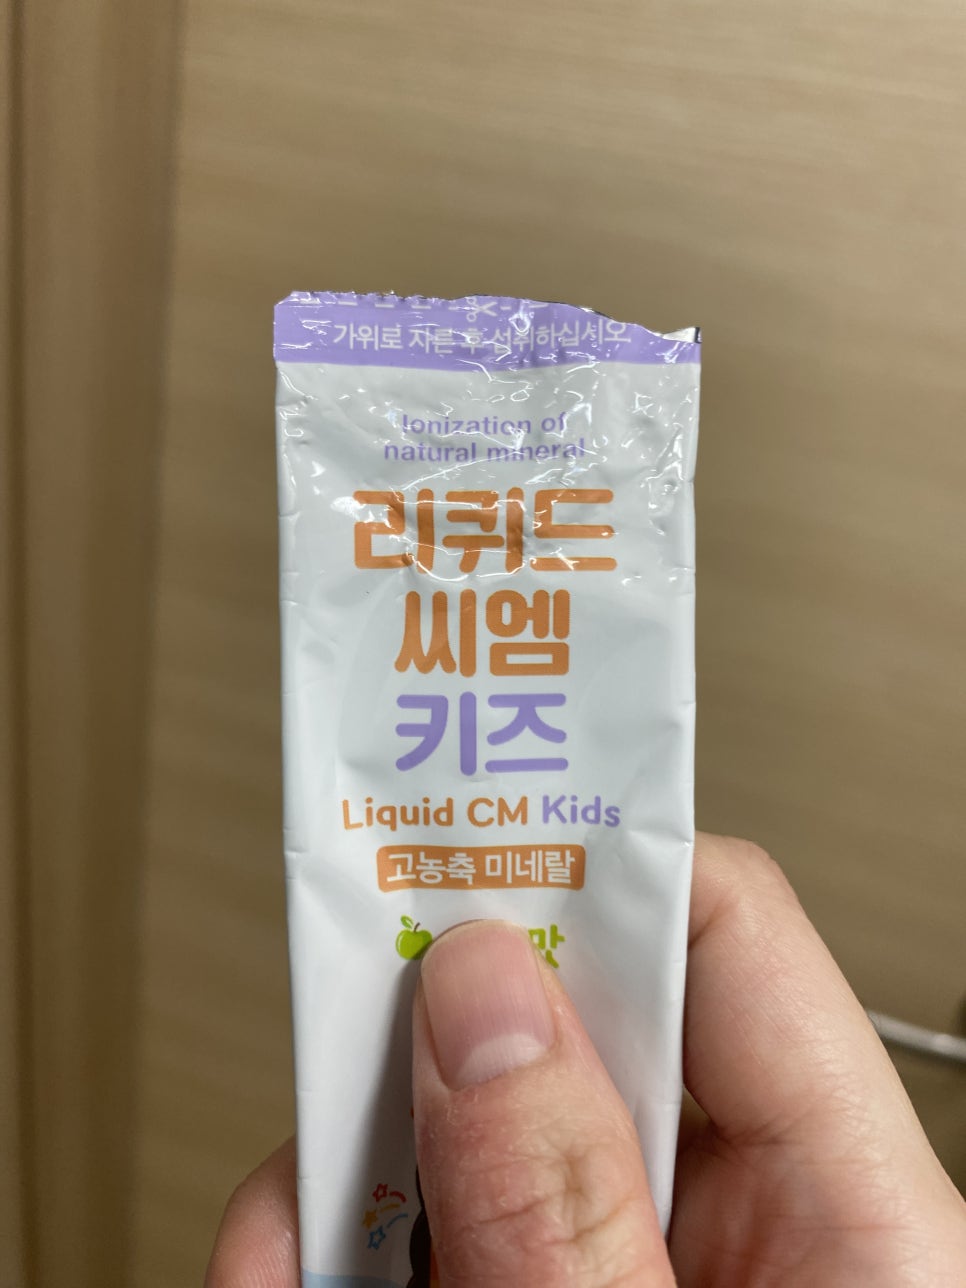 가위로 자른 후 섭취하십시오.
Ionization of
natural mineral
리퀴드
씨엠
키즈
Liquid CM Kids
고농축 미네랄
맛